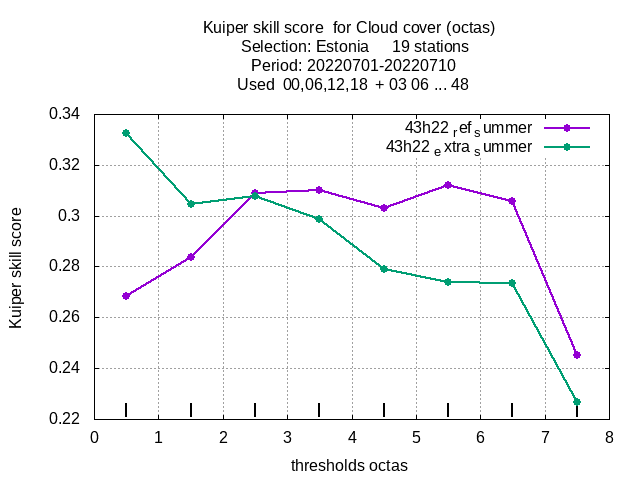 Kuiper skill score  for Cloud cover (octas)
Selection: Estonia     19 stations
Period: 20220701-20220710
Used  00,06,12,18  + 03 06 ... 48
43h22 ref summer
43h22 extra summer
Kuiper skill score
0.34
0.32
0.3
0.28
0.26
0.24
0.22
0 1 2 3 4 5 6 7 8
thresholds octas